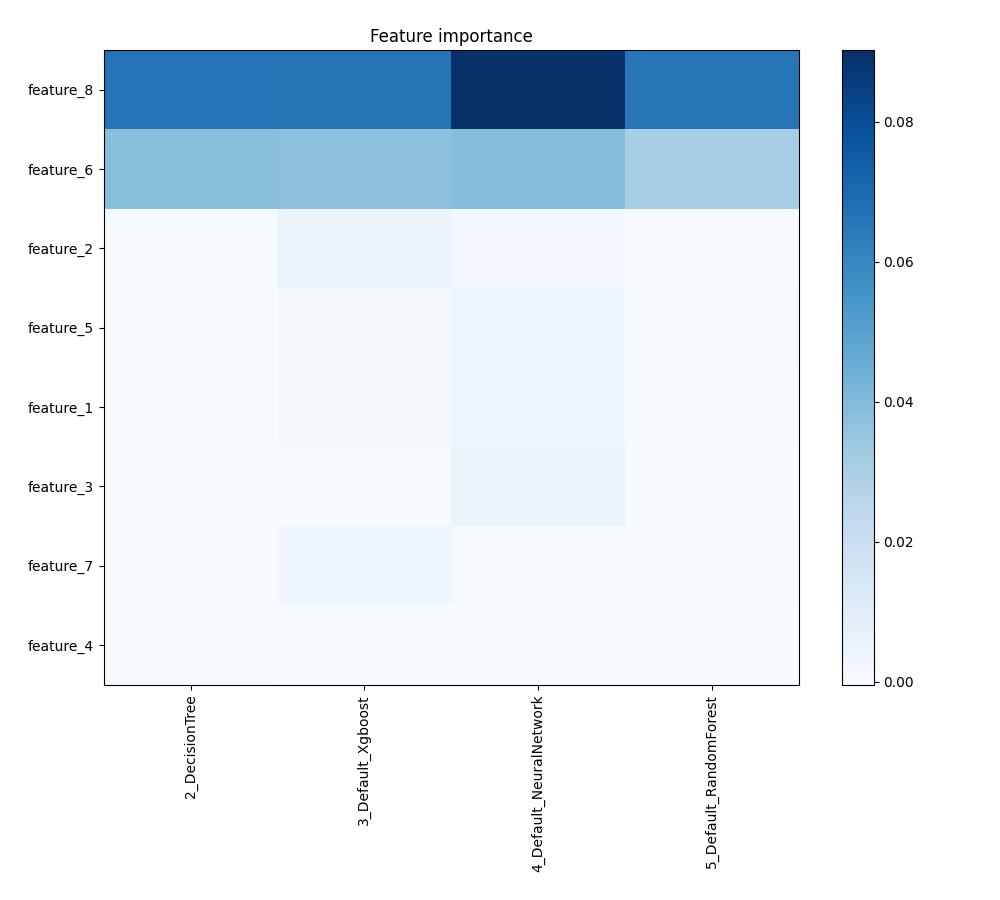 Feature importance
feature_8
feature_6
feature_2
feature_5
feature_1
feature_3
feature_7
feature_4
2_DecisionTree
3_Default_Xgboost
4_Default_NeuralNetwork
5_Default_RandomForest
0.08
0.06
0.04
0.02
0.00